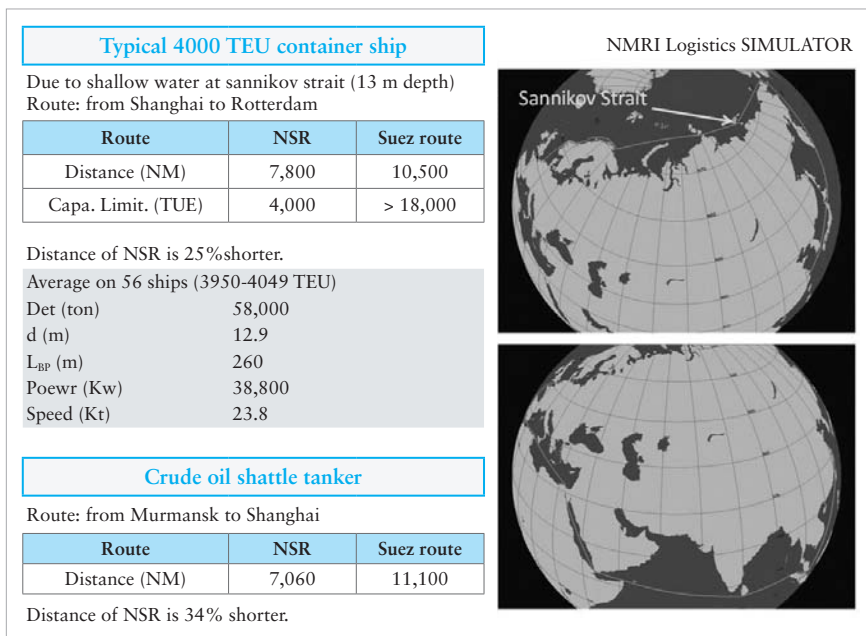 Typical 4000 TEU container ship
Due to shallow water at sannikov strait (13 m depth)
Route: from Shanghai to Rotterdam
Route NSR Suez route
Distance (NM) 7,800 10,500
Capa. Limit. (TUE) 4,000 > 18,000
Distance of NSR is 25%shorter.
Average on 56 ships (3950-4049 TEU)
Det (ton) 58,000
d (m) 12.9
LBP (m) 260
Poewr (Kw) 38,800
Speed (Kt) 23.8
Crude oil shattle tanker
Route: from Murmansk to Shanghai
Route NSR Suez route
Distance (NM) 7,060 11,100
Distance of NSR is 34% shorter.
NMRI Logistics SIMULATOR
Sannikov Strait